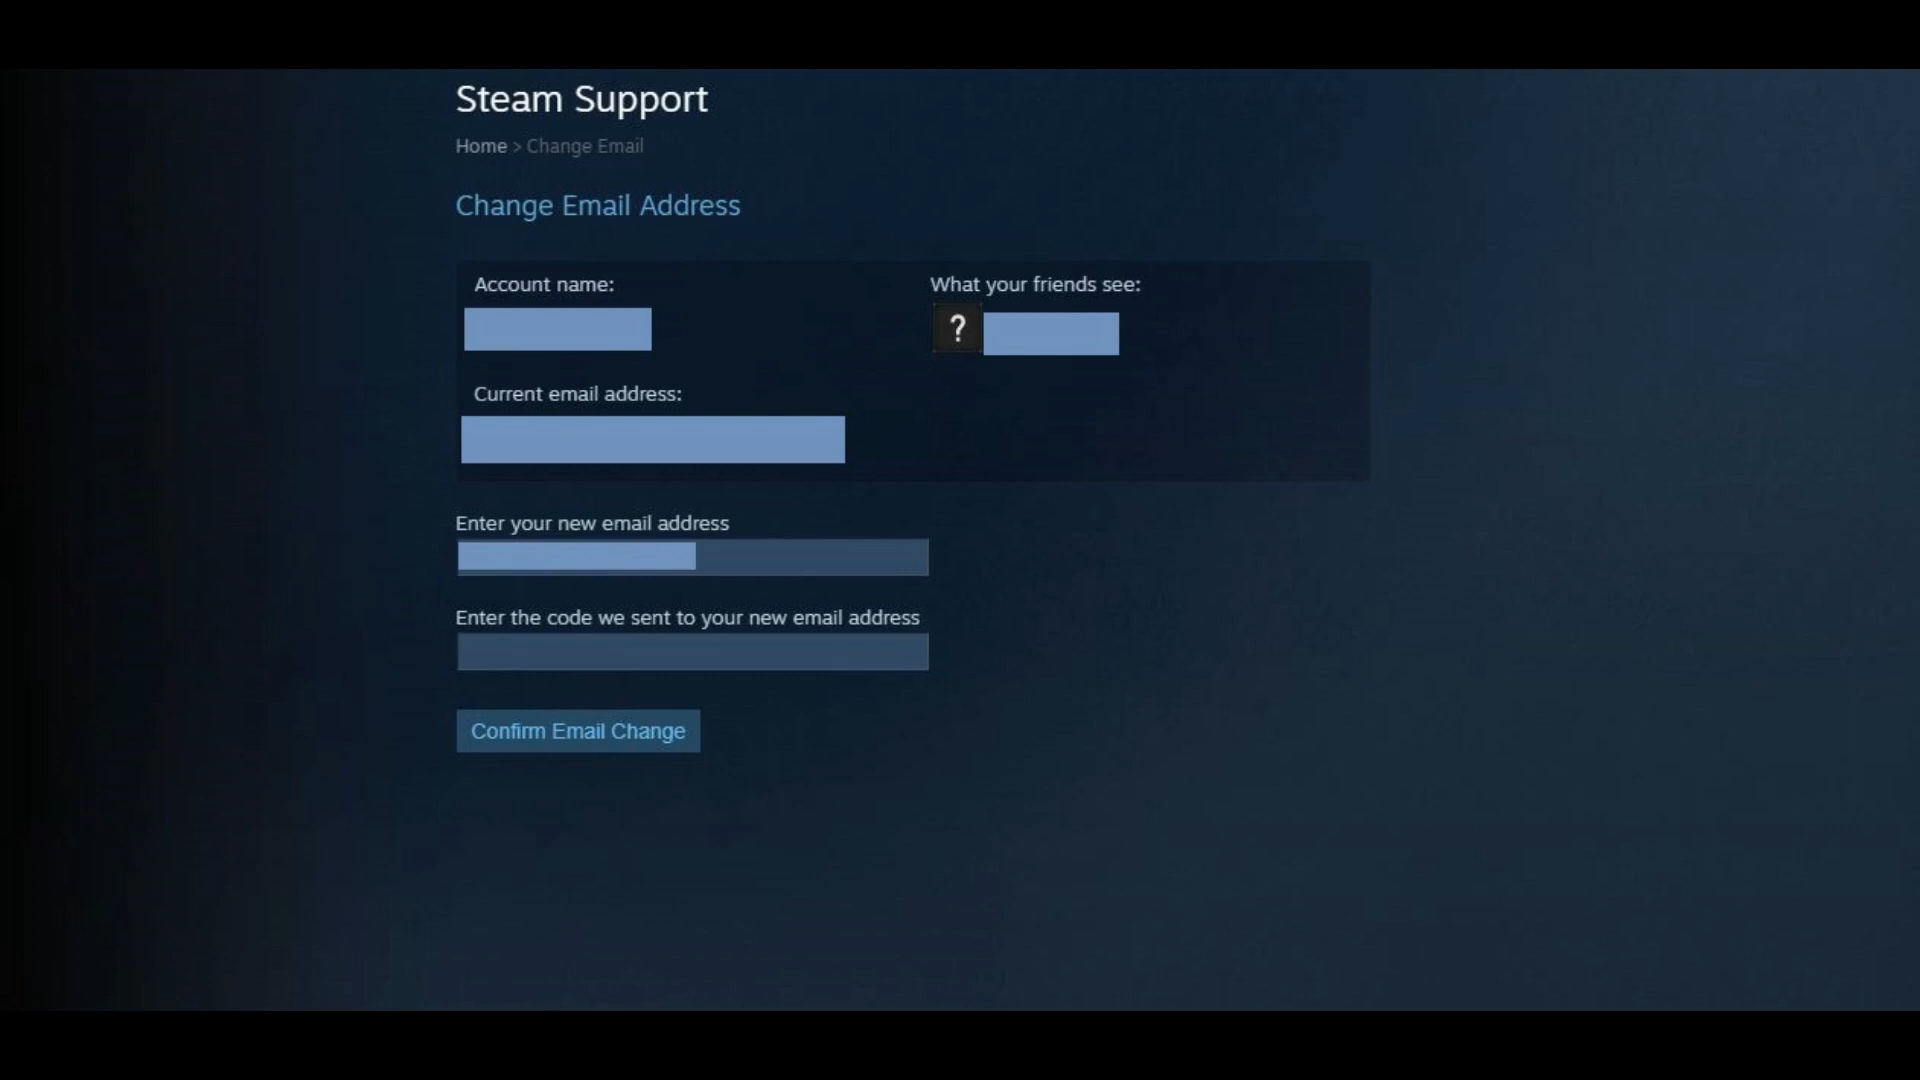 Steam Support
Home > Change Email
Change Email Address
Account name:
What your friends see:
?
Current email address:
Enter your new email address
Enter the code we sent to your new email address
Confirm Email Change